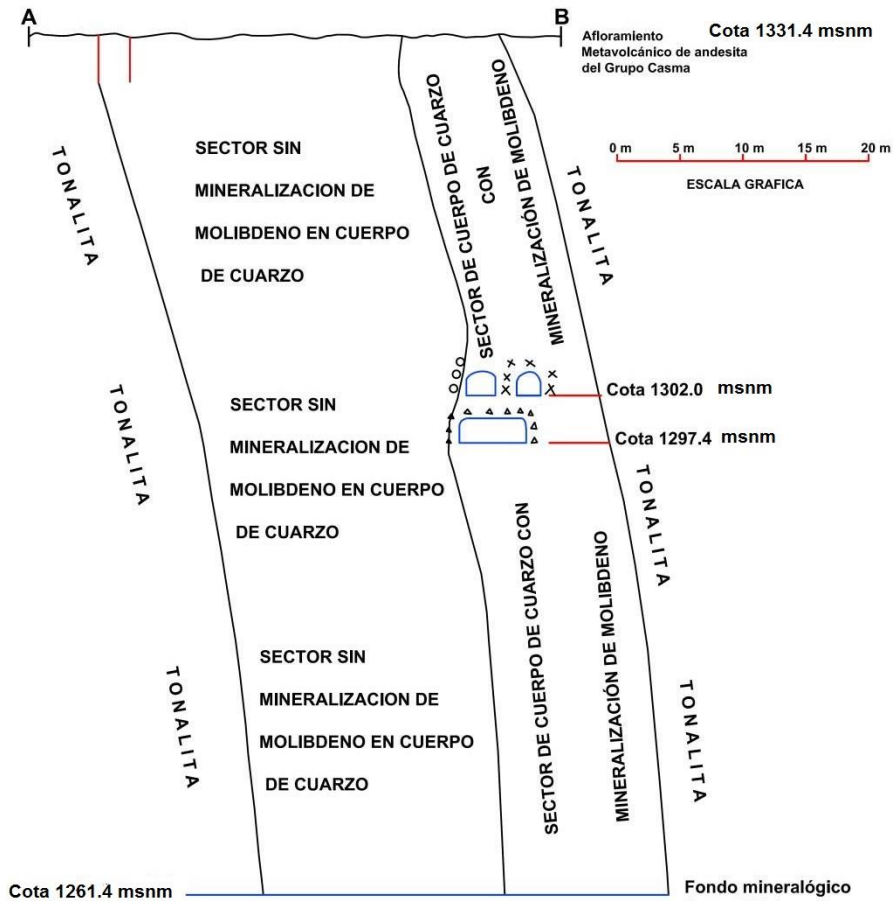 A
B
Cota 1331.4 msnm
Afloramiento
Metavolcánico de andesita
del Grupo Casma
0 m 5 m 10 m 15 m 20 m
ESCALA GRAFICA
TONALITA
SECTOR SIN
MINERALIZACION DE
MOLIBDENO EN CUERPO
DE CUARZO
SECTOR DE CUERPO DE CUARZO
CON
MINERALIZACIÓN DE MOLIBDENO
TONALITA
Cota 1302.0 msnm
Cota 1297.4 msnm
TONALITA
SECTOR SIN
MINERALIZACION DE
MOLIBDENO EN CUERPO
DE CUARZO
TONALITA
TONALITA
SECTOR SIN
MINERALIZACION DE
MOLIBDENO EN CUERPO
DE CUARZO
SECTOR DE CUERPO DE CUARZO CON
MINERALIZACIÓN DE MOLIBDENO
TONALITA
Cota 1261.4 msnm
Fondo mineralógico